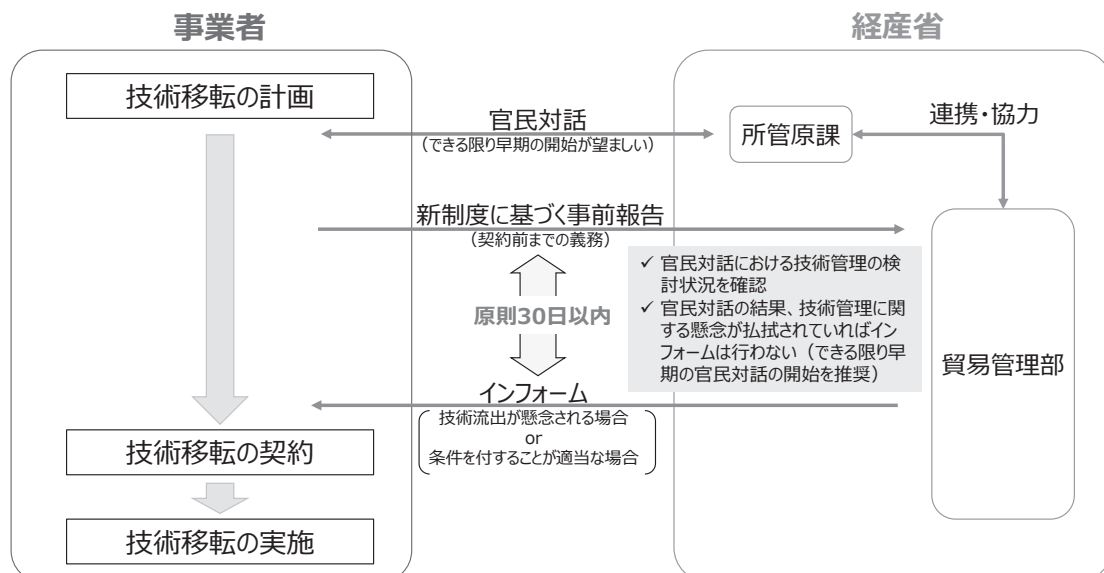 事業者
経産省
技術移転の計画
官民対話
（できる限り早期の開始が望ましい）
所管原課
連携・協力
新制度に基づく事前報告
（契約前までの義務）
✓ 官民対話における技術管理の検
討状況を確認
✓ 官民対話の結果、技術管理に関
する懸念が払拭されていればイン
フォームは行わない（できる限り早
期の官民対話の開始を推奨）
原則30日以内
貿易管理部
インフォーム
技術流出が懸念される場合
or
条件を付することが適当な場合
技術移転の契約
技術移転の実施